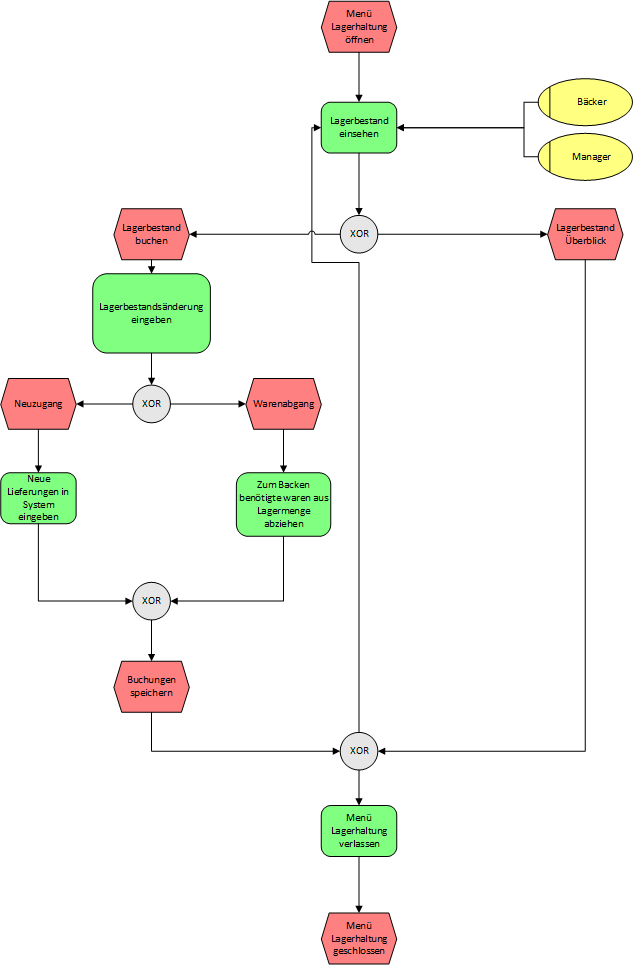 Menü
Lagerhaltung
öffnen
Lagerbestand
einsehen
Bäcker
Manager
Lagerbestand
buchen
XOR
Lagerbestand
Überblick
Lagerbestandsänderung
eingeben
Neuzugang
XOR
Warenabgang
Neue
Lieferungen in
System
eingeben
Zum Backen
benötigte waren aus
Lagermenge
abziehen
XOR
Buchungen
speichern
XOR
Menü
Lagerhaltung
verlassen
Menü
Lagerhaltung
geschlossen